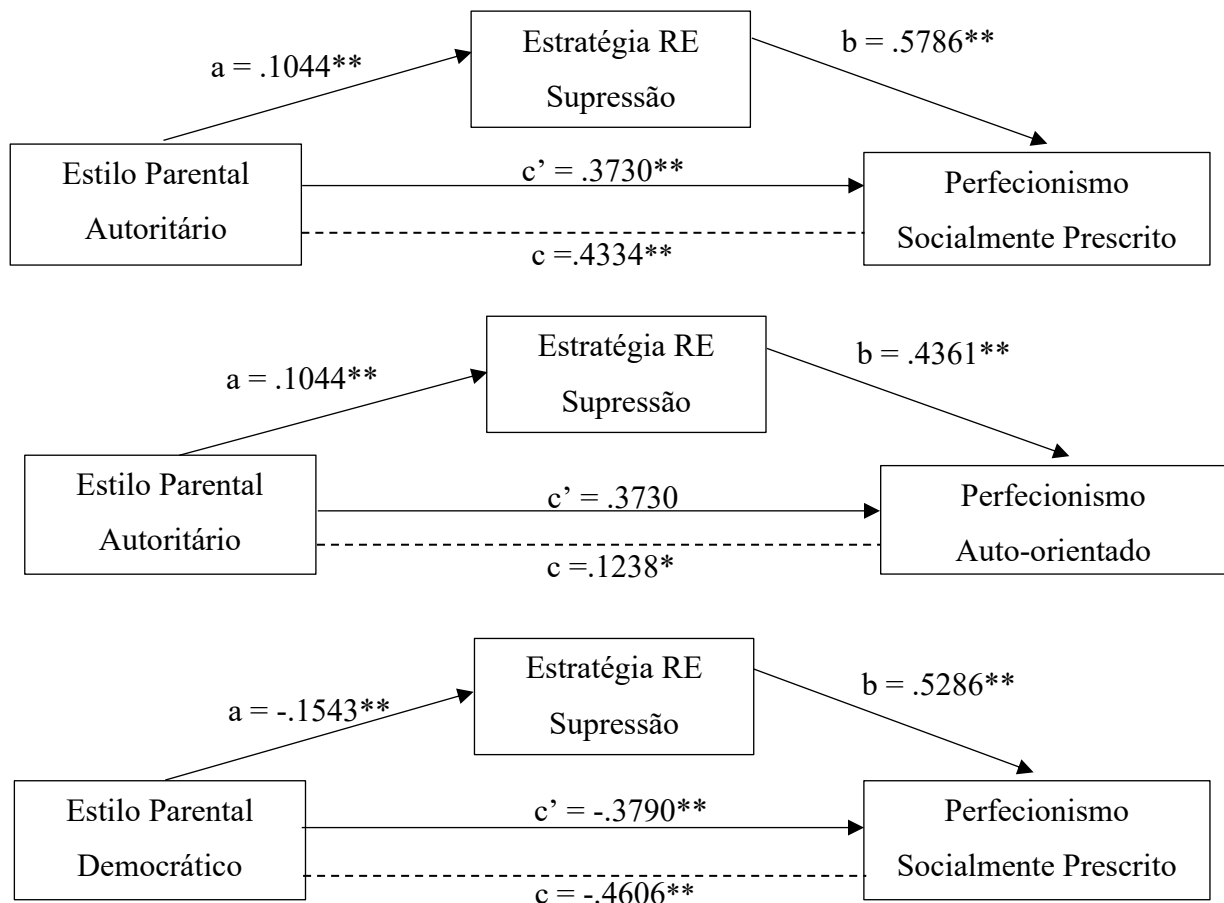 Estratégia RE
Supressão
a = .1044**
b = .5786**
Estilo Parental
Autoritário
c’ = .3730**
c =.4334**
Perfecionismo
Socialmente Prescrito
Estratégia RE
Supressão
a = .1044**
b = .4361**
Estilo Parental
Autoritário
c’ = .3730
c =.1238*
Perfecionismo
Auto-orientado
Estratégia RE
Supressão
a = -.1543**
b = .5286**
Estilo Parental
Democrático
c’ = -.3790**
c = -.4606**
Perfecionismo
Socialmente Prescrito